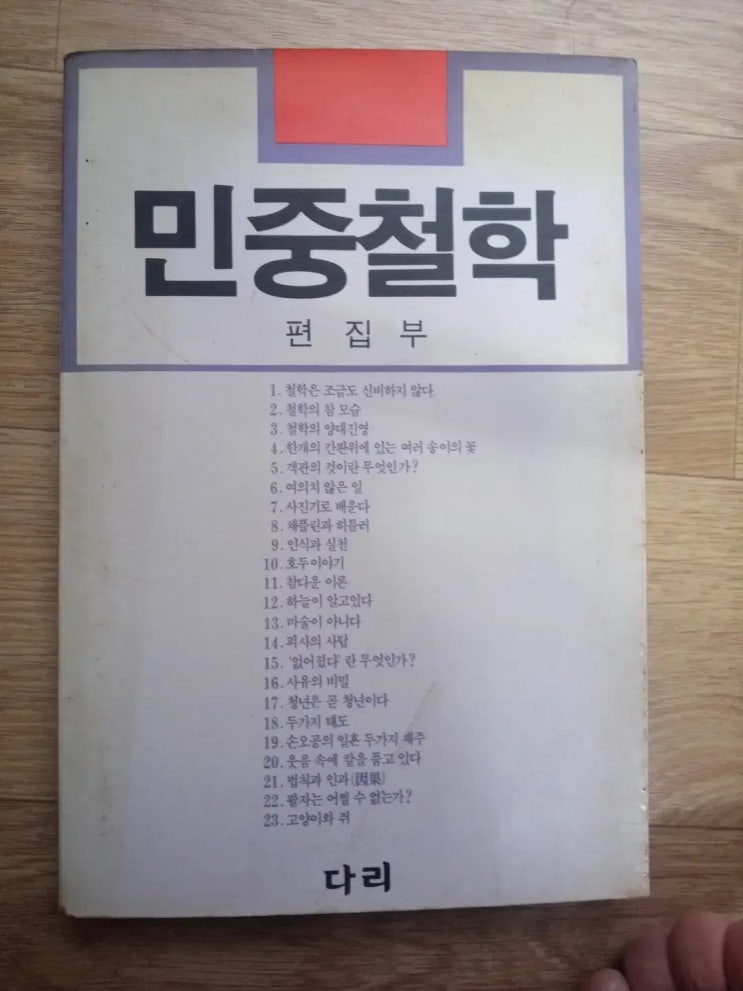 민중철학
편집부
1. 철학은 조금도 신비하지 않다.
2. 철학의 참 모습
3. 철학의 양대진영
4. 한개의 간판위에 있는 여러 송이의 꽃
5. 객관의 것이란 무엇인가?
6. 여의치 않은 일
7. 사진기로 배운다
8. 채플린과 히틀러
9. 인식과 실천
10. 호두이야기
11. 참다운 이론
12. 하늘이 알고있다
13. 마술이 아니다
14. 뢰사의 사탑
15. '없어졌다' 란 무엇인가?
16. 사유의 비밀
17. 청년은 곧 청년이다
18. 두가지 태도
19. 손오공의 일흔 두가지 재주
20. 웃음 속에 칼을 품고 있다
21. 법칙과 인과(因果)
22. 팔자는 어쩔 수 없는가?
23. 고양이와 쥐
다리